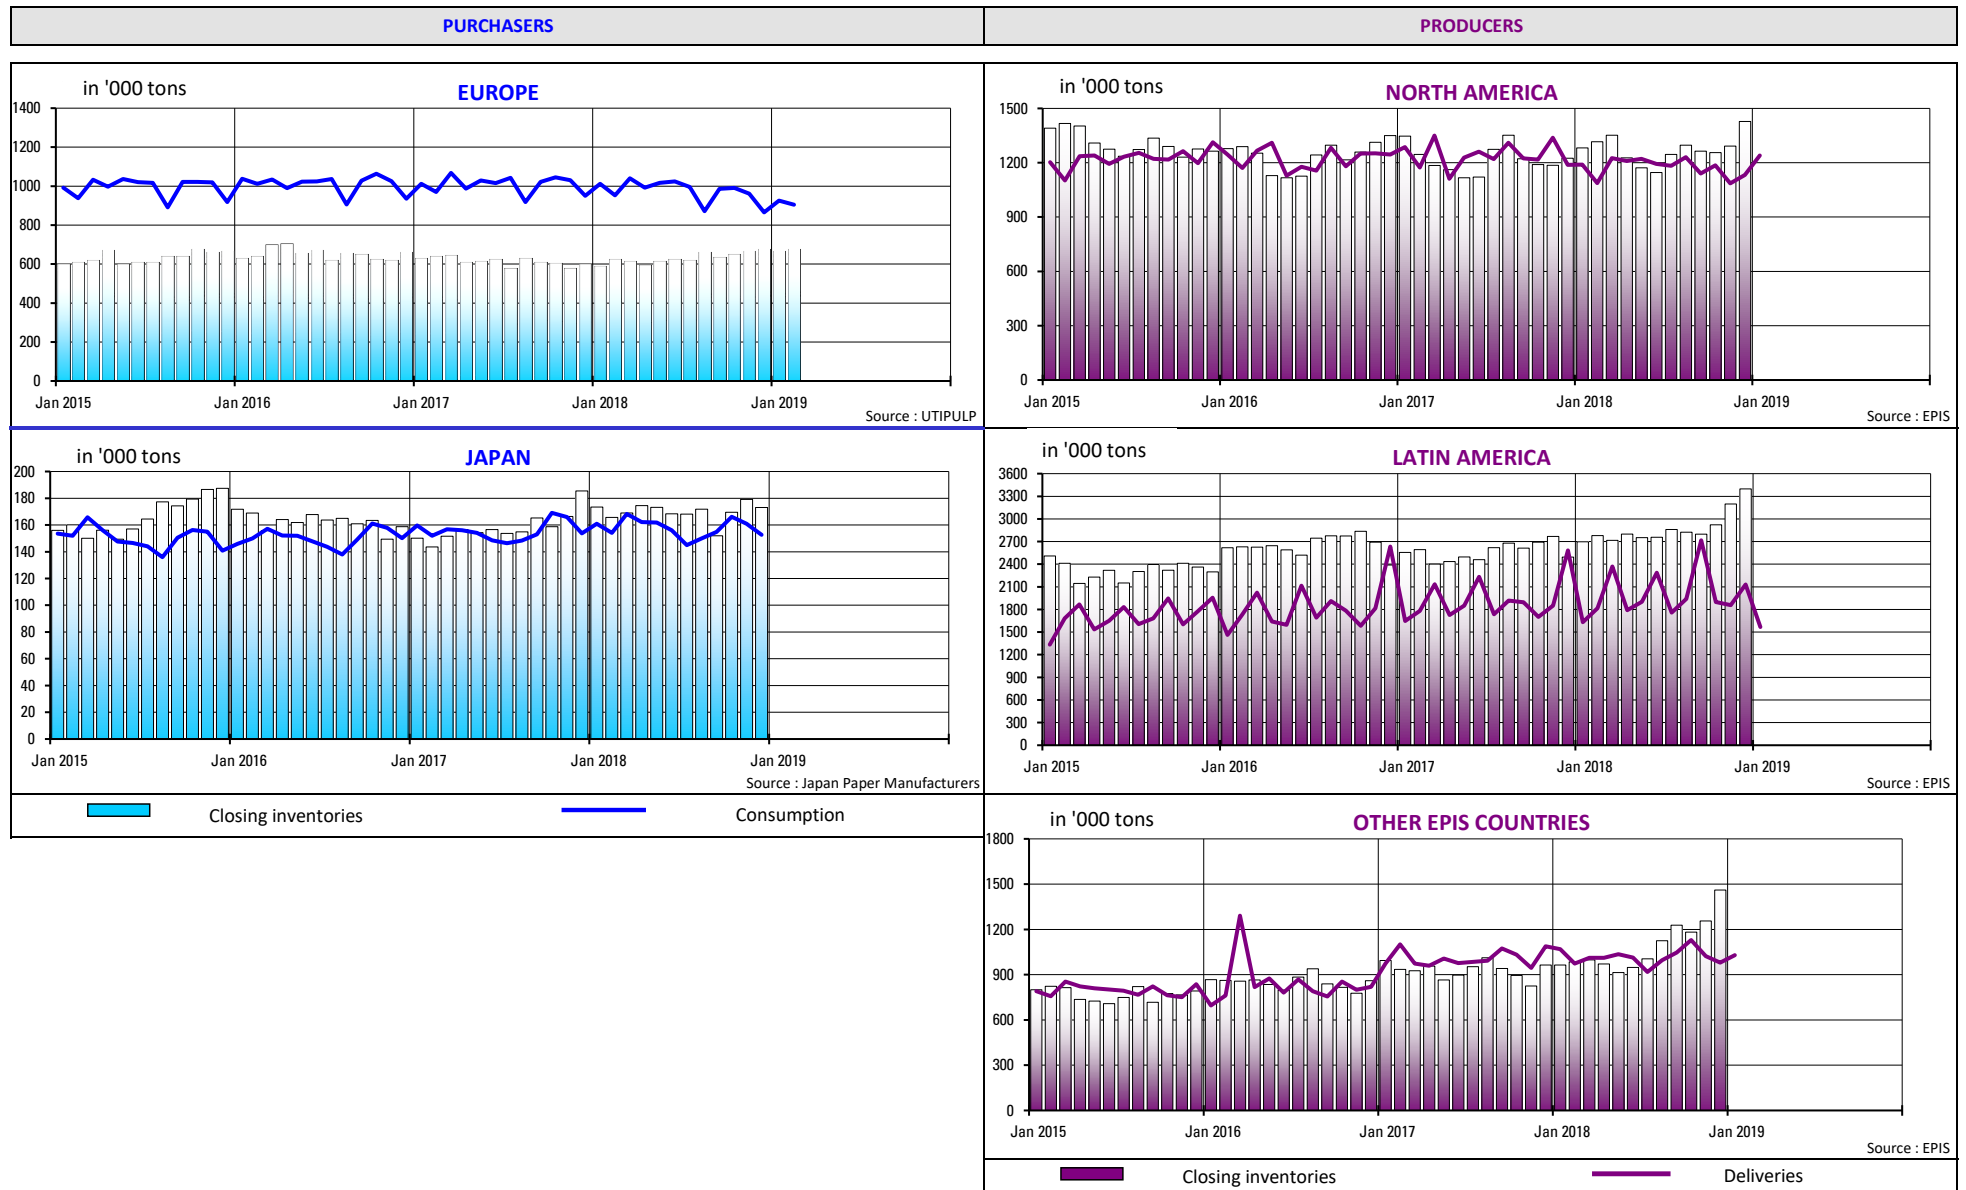 PURCHASERS
PRODUCERS
in '000 tons
EUROPE
1400
1200
1000
800
600
400
200
0
Jan 2015 Jan 2016 Jan 2017 Jan 2018 Jan 2019
Source : UTIPULP
in '000 tons
NORTH AMERICA
1500
1200
900
600
300
0
Jan 2015 Jan 2016 Jan 2017 Jan 2018 Jan 2019
Source : EPIS
in '000 tons
JAPAN
200
180
160
140
120
100
80
60
40
20
0
Jan 2015 Jan 2016 Jan 2017 Jan 2018 Jan 2019
Source : Japan Paper Manufacturers
Closing inventories
Consumption
in '000 tons
LATIN AMERICA
3600
3300
3000
2700
2400
2100
1800
1500
1200
900
600
300
0
Jan 2015 Jan 2016 Jan 2017 Jan 2018 Jan 2019
Source : EPIS
in '000 tons
OTHER EPIS COUNTRIES
1800
1500
1200
900
600
300
0
Jan 2015 Jan 2016 Jan 2017 Jan 2018 Jan 2019
Source : EPIS
Closing inventories
Deliveries